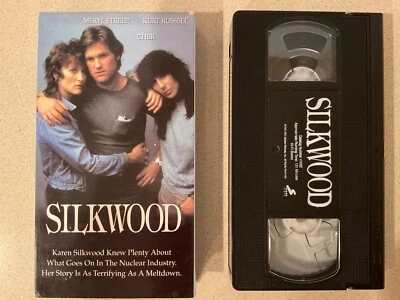 MERYL STREEP KURT RUSSELL
CHER
SILKWOOD
Karen Silkwood Knew Plenty About
What Goes On In The Nuclear Industry.
Her Story Is As Terrifying As A Meltdown.
SILKWOOD